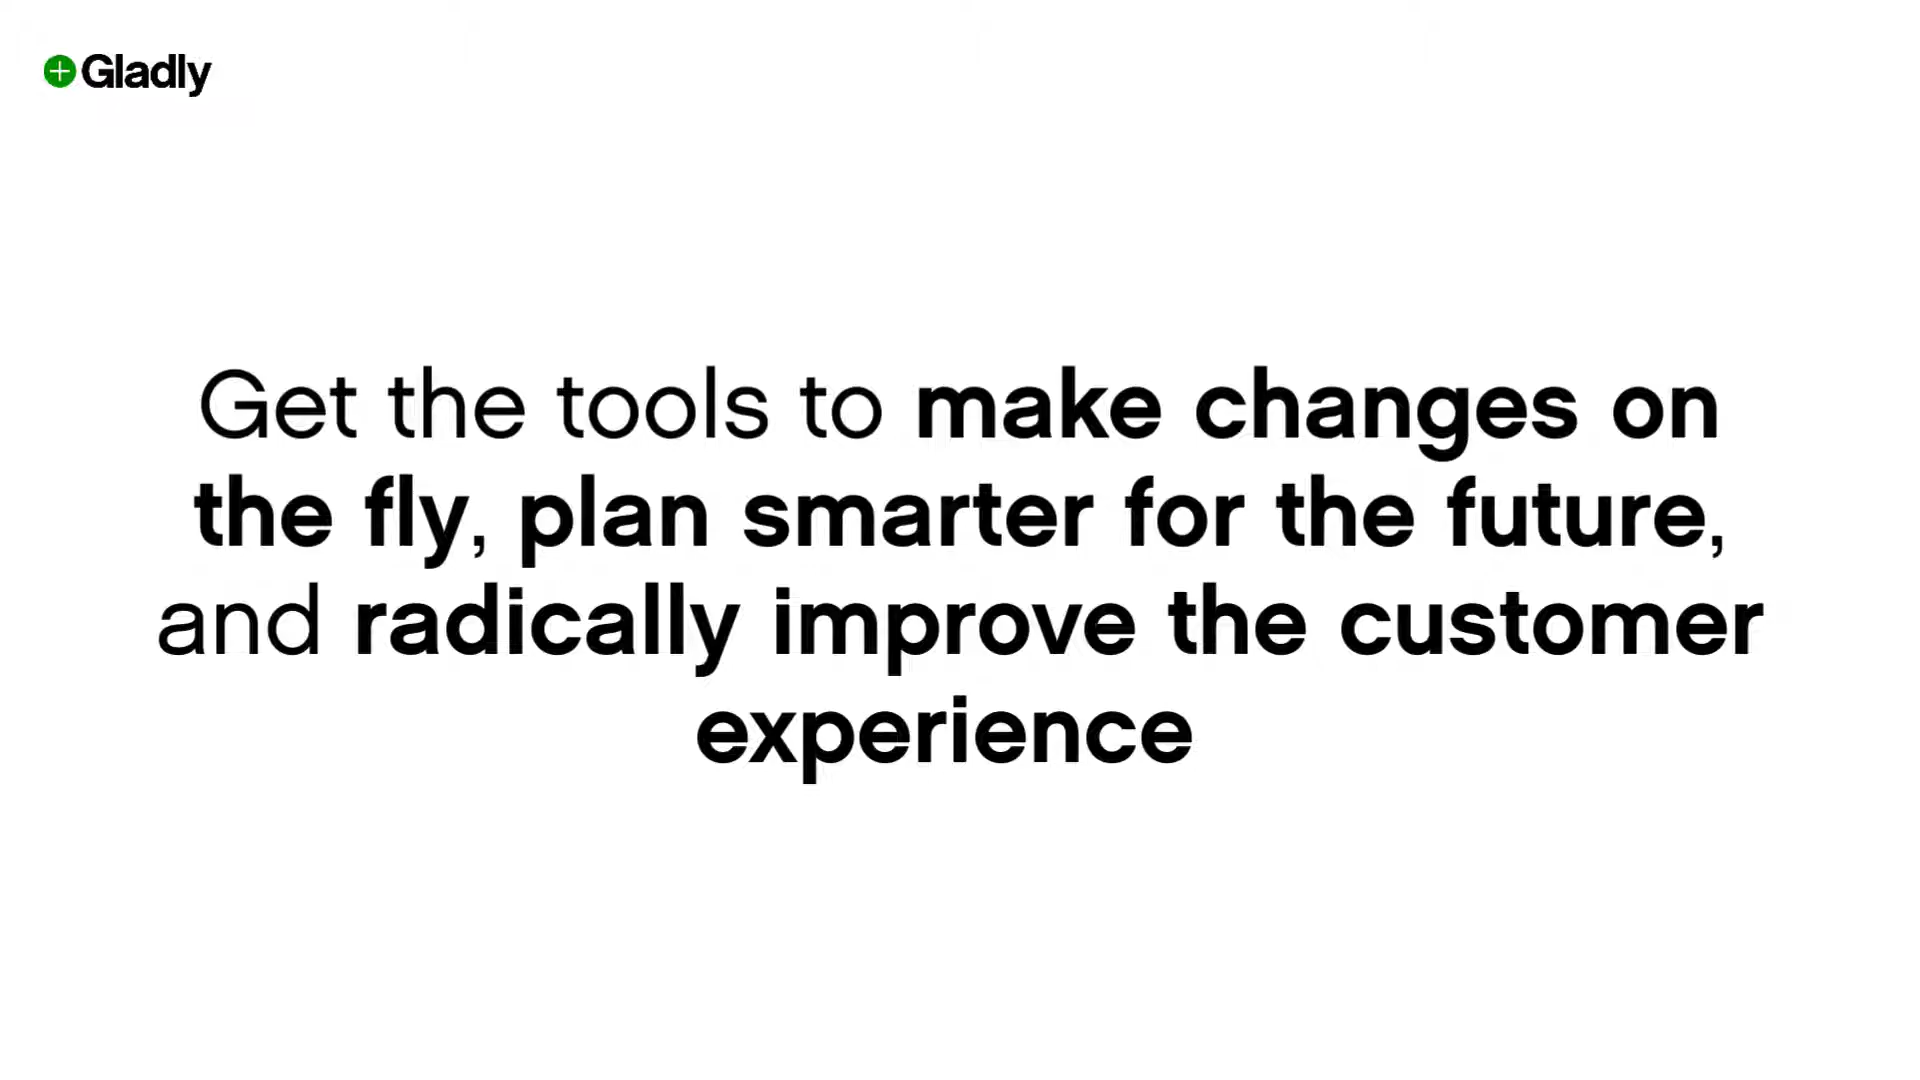 Gladly
Get the tools to make changes on
the fly, plan smarter for the future,
and radically improve the customer
experience